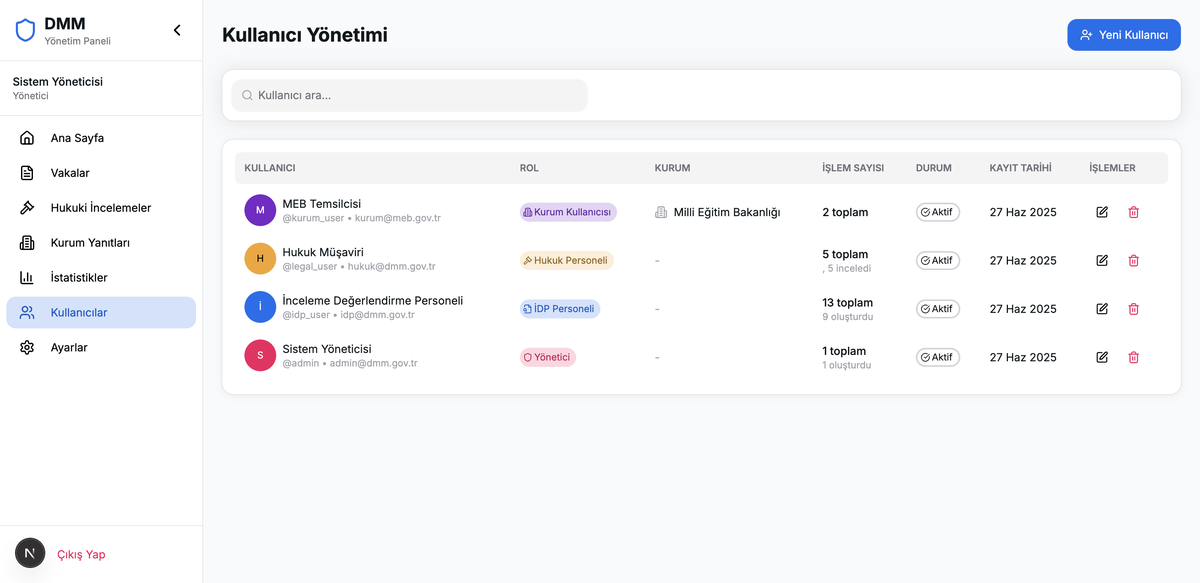 DMM
Yönetim Paneli
Sistem Yöneticisi
Yönetici
Ana Sayfa
Vakalar
Hukuki İncelemeler
Kurum Yanıtları
İstatistikler
Kullanıcılar
Ayarlar
N
Çıkış Yap
Kullanıcı Yönetimi
Yeni Kullanıcı
Kullanıcı ara...
KULLANICI ROL KURUM İŞLEM SAYISI DURUM KAYIT TARİHİ İŞLEMLER
M MEB Temsilcisi Kurum Kullanıcısı Milli Eğitim Bakanlığı 2 toplam Aktif 27 Haz 2025
@kurum_user • kurum@meb.gov.tr
H Hukuk Müşaviri Hukuk Personeli - 5 toplam Aktif 27 Haz 2025
@legal_user • hukuk@dmm.gov.tr , 5 inceledi
İ İnceleme Değerlendirme Personeli İDP Personeli - 13 toplam Aktif 27 Haz 2025
@idp_user • idp@dmm.gov.tr 9 oluşturdu
S Sistem Yöneticisi Yönetici - 1 toplam Aktif 27 Haz 2025
@admin • admin@dmm.gov.tr 1 oluşturdu